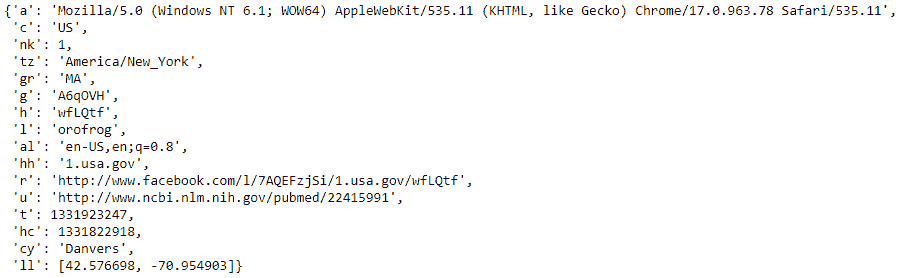 {'a': 'Mozilla/5.0 (Windows NT 6.1; WOW64) AppleWebKit/535.11 (KHTML, like Gecko) Chrome/17.0.963.78 Safari/535.11',
'c': 'US',
'nk': 1,
'tz': 'America/New_York',
'gr': 'MA',
'g': 'A6qOVH',
'h': 'wfLQtf',
'l': 'orofrog',
'al': 'en-US,en;q=0.8',
'hh': '1.usa.gov',
'r': 'http://www.facebook.com/l/7AQEFzjSi/1.usa.gov/wfLQtf',
'u': 'http://www.ncbi.nlm.nih.gov/pubmed/22415991',
't': 1331923247,
'hc': 1331822918,
'cy': 'Danvers',
'll': [42.576698, -70.954903]}